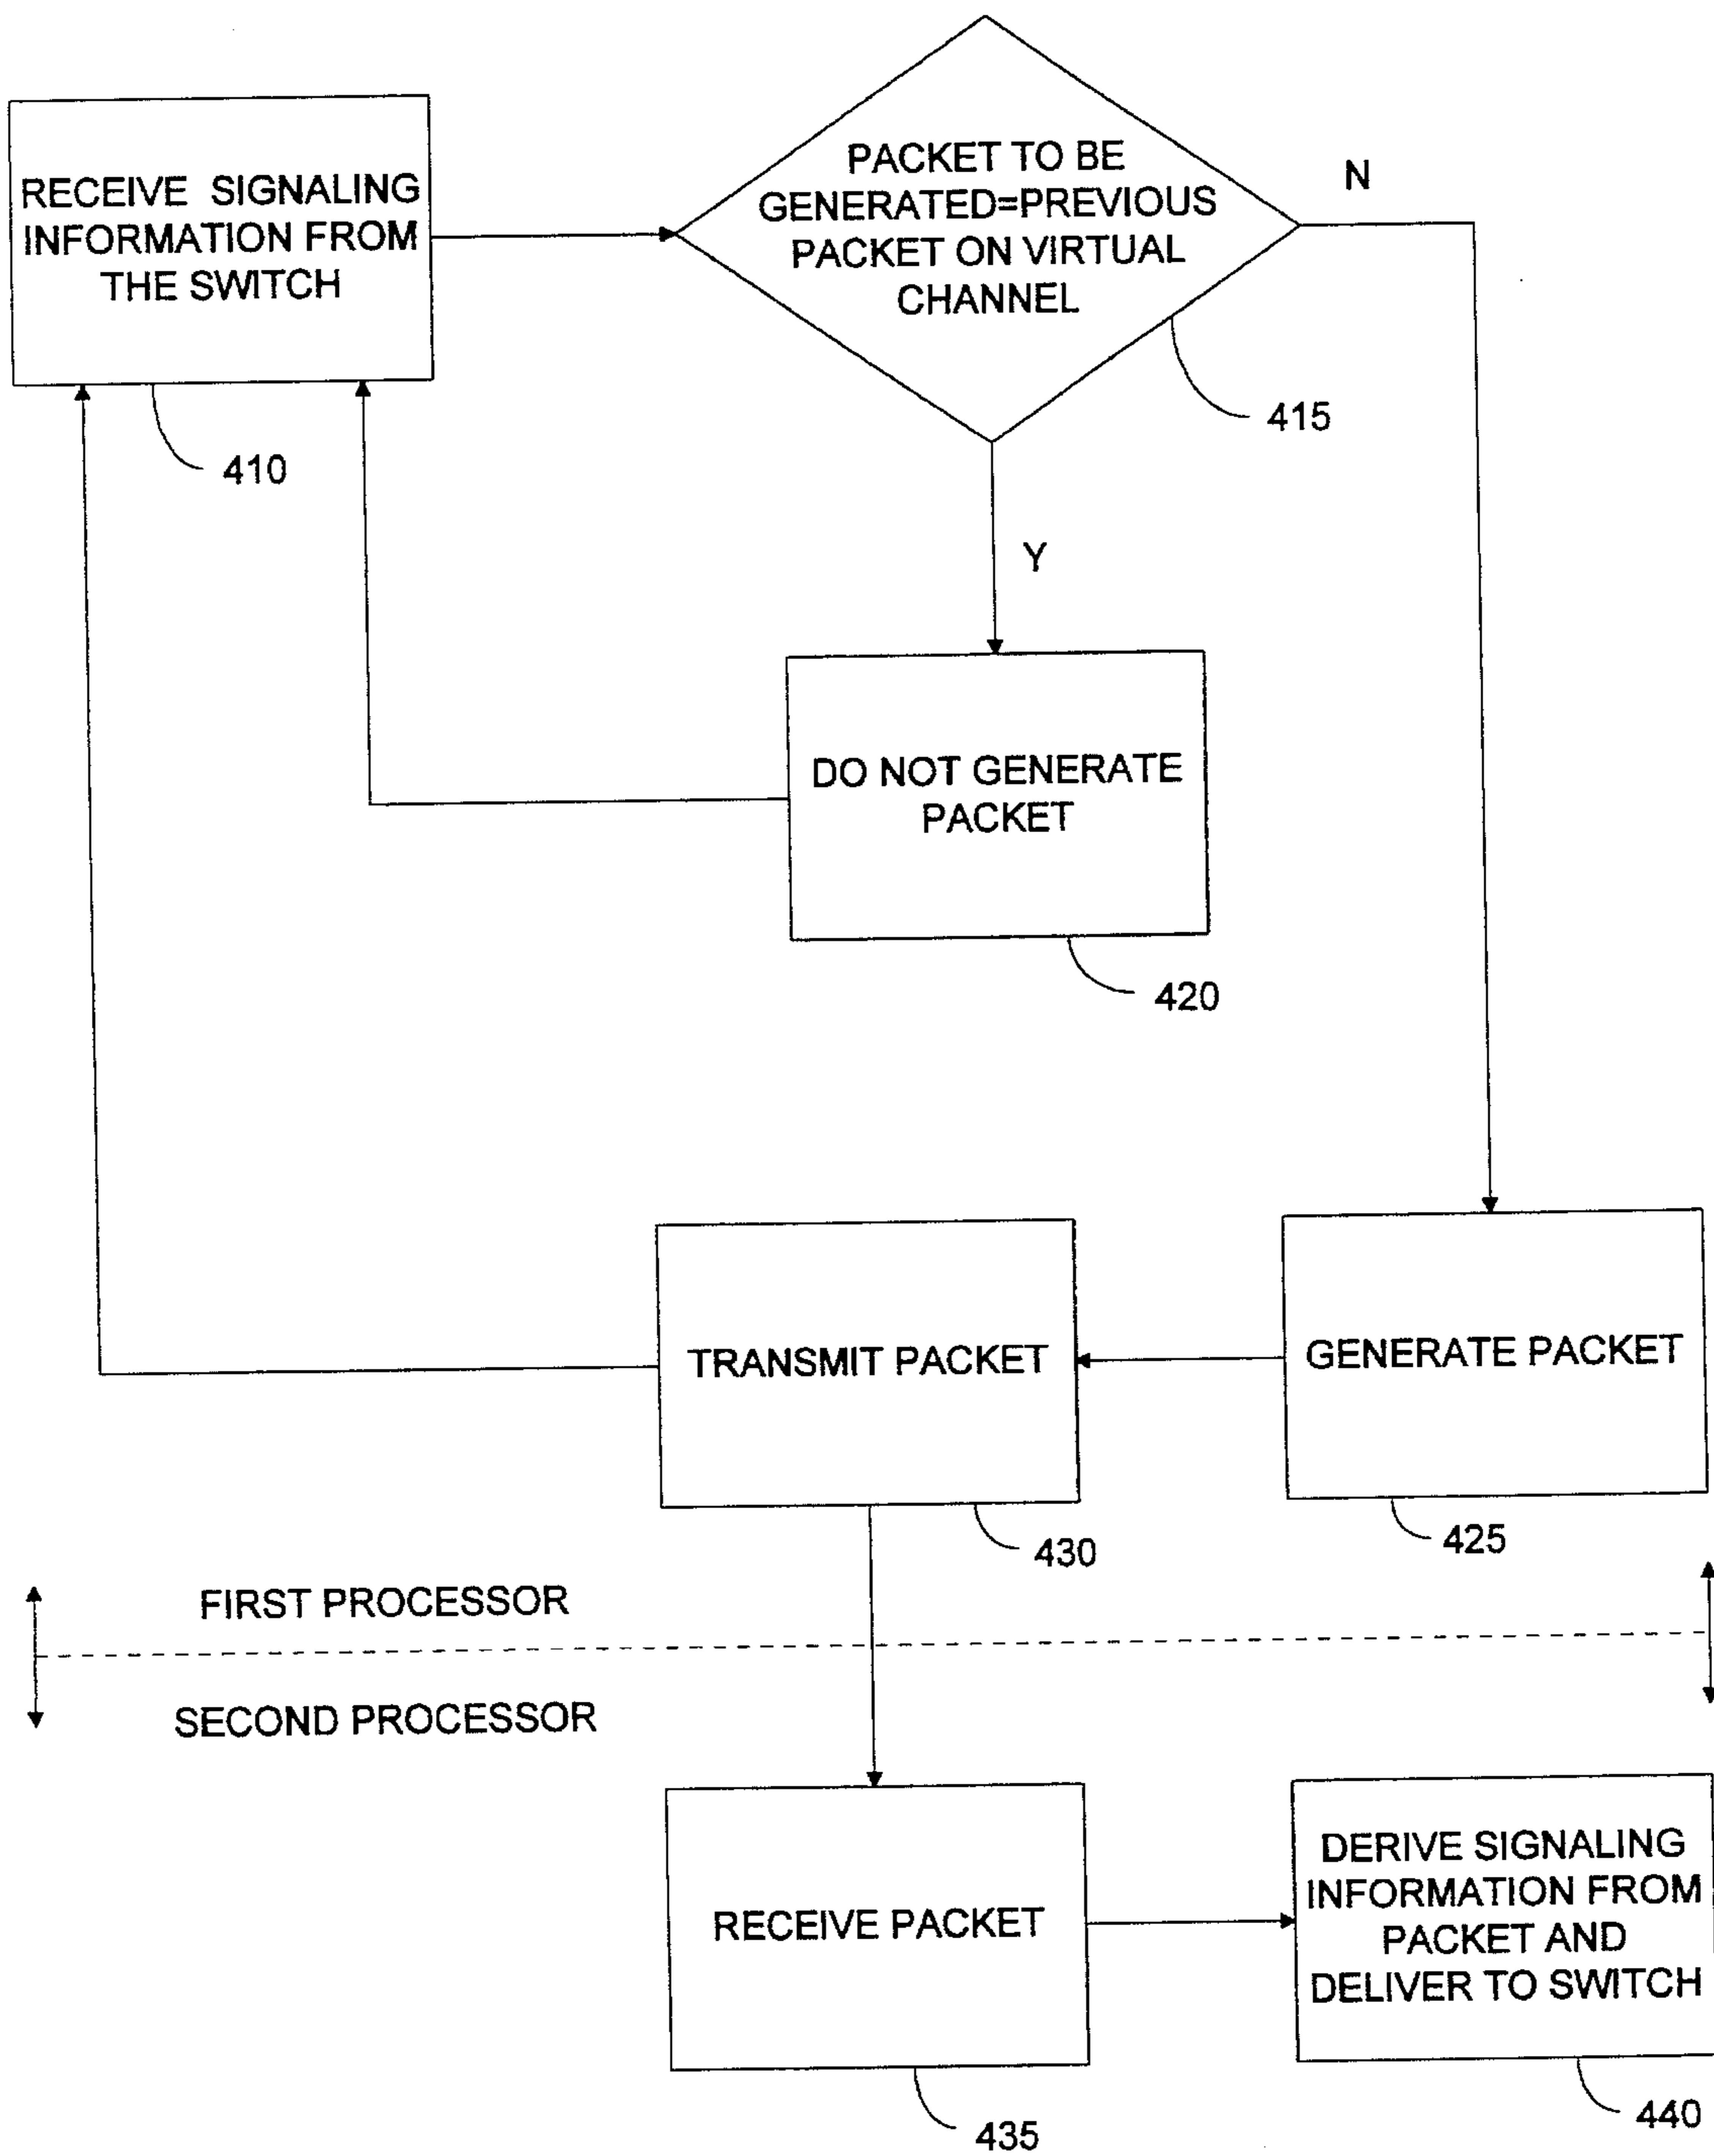 RECEIVE SIGNALING
INFORMATION FROM
THE SWITCH
410
PACKET TO BE
GENERATED=PREVIOUS
PACKET ON VIRTUAL
CHANNEL
415
N
Y
DO NOT GENERATE
PACKET
420
TRANSMIT PACKET
430
GENERATE PACKET
425
FIRST PROCESSOR
SECOND PROCESSOR
RECEIVE PACKET
435
DERIVE SIGNALING
INFORMATION FROM
PACKET AND
DELIVER TO SWITCH
440